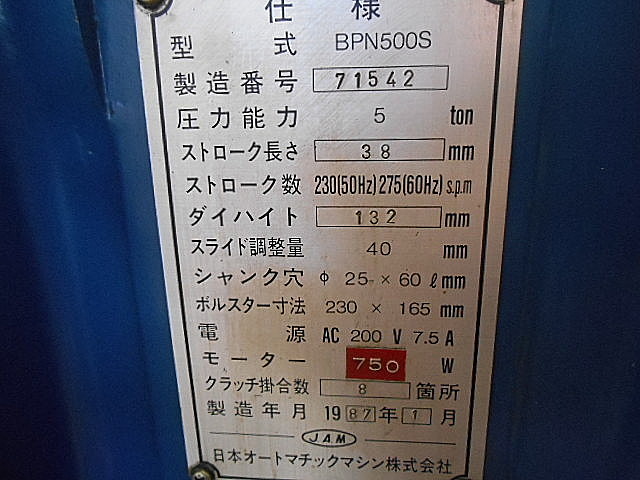 仕様
型式 BPN500S
製造番号 71542
圧力能力 5 ton
ストローク長さ 38 mm
ストローク数 230(50Hz) 275(60Hz) s.p.m
ダイハイト 132 mm
スライド調整量 40 mm
シャンク穴 φ 25 × 60 ℓmm
ボルスター寸法 230 × 165 mm
電源 AC 200 V 7.5 A
モーター 750 W
クラッチ掛合数 8 箇所
製造年月 1987年1月
JAM
日本オートマチックマシン株式会社